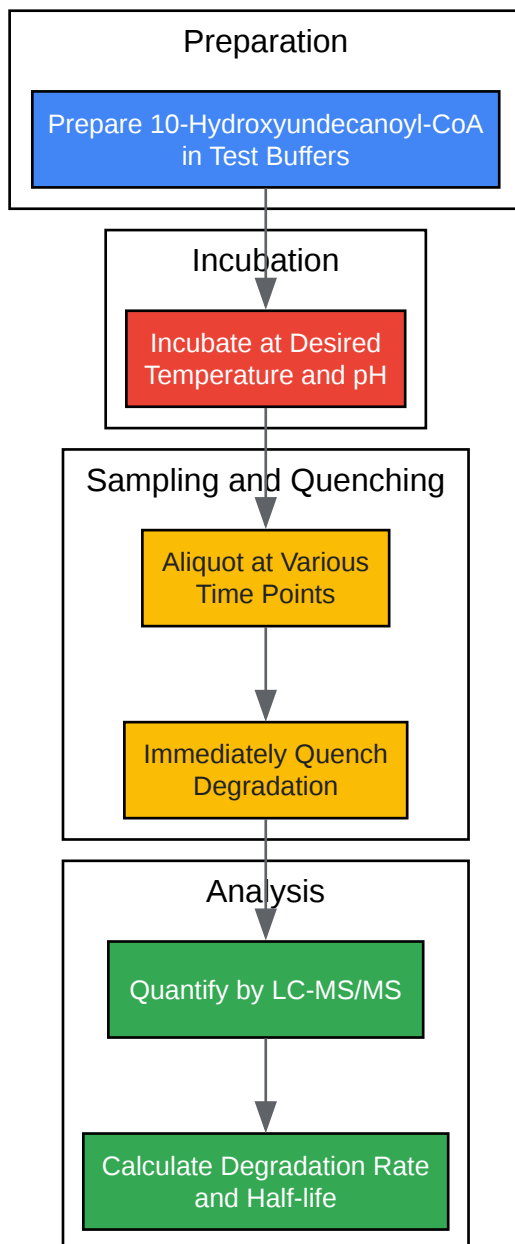 Preparation
Prepare 10-Hydroxyundecanoyl-CoA
in Test Buffers
Incubation
Incubate at Desired
Temperature and pH
Sampling and Quenching
Aliquot at Various
Time Points
Immediately Quench
Degradation
Analysis
Quantify by LC-MS/MS
Calculate Degradation Rate
and Half-life